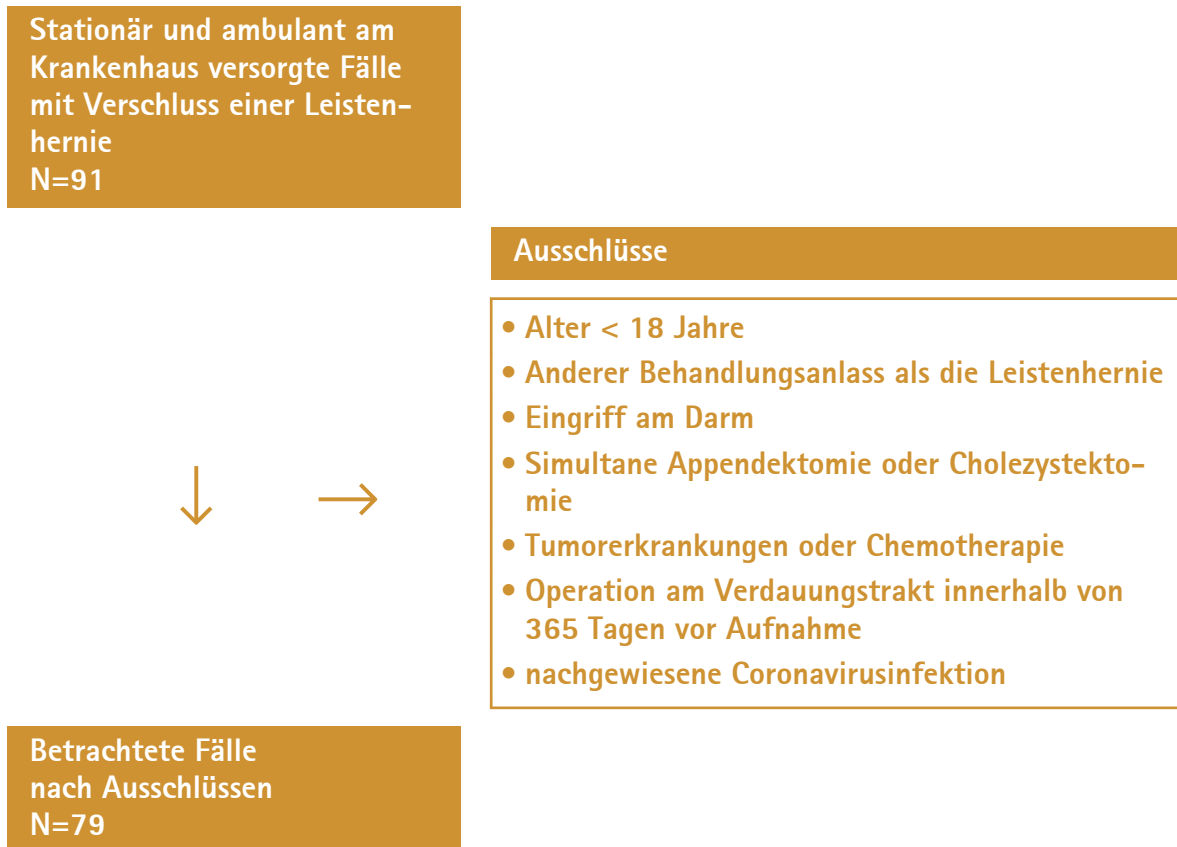 Stationär und ambulant am
Krankenhaus versorgte Fälle
mit Verschluss einer Leisten-
hernie
N=91
Ausschlüsse
• Alter < 18 Jahre
• Anderer Behandlungsanlass als die Leistenhernie
• Eingriff am Darm
• Simultane Appendektomie oder Cholezystekto-
mie
• Tumorerkrankungen oder Chemotherapie
• Operation am Verdauungstrakt innerhalb von
365 Tagen vor Aufnahme
• nachgewiesene Coronavirusinfektion
Betrachtete Fälle
nach Ausschlüssen
N=79